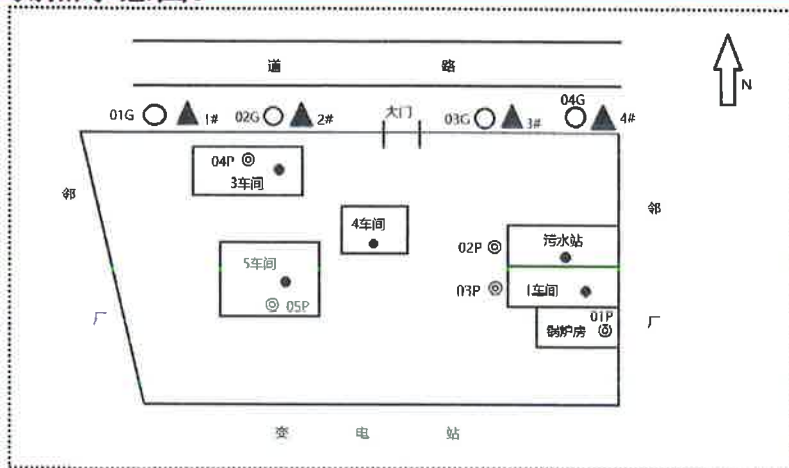 道 路
N
01G 1# 02G 2# 大门 03G 3# 04G 4#
04P
3车间
邻
4车间
邻
02P 污水站
5车间
03P 1车间
05P
厂
01P
锅炉房
厂
变 电 站